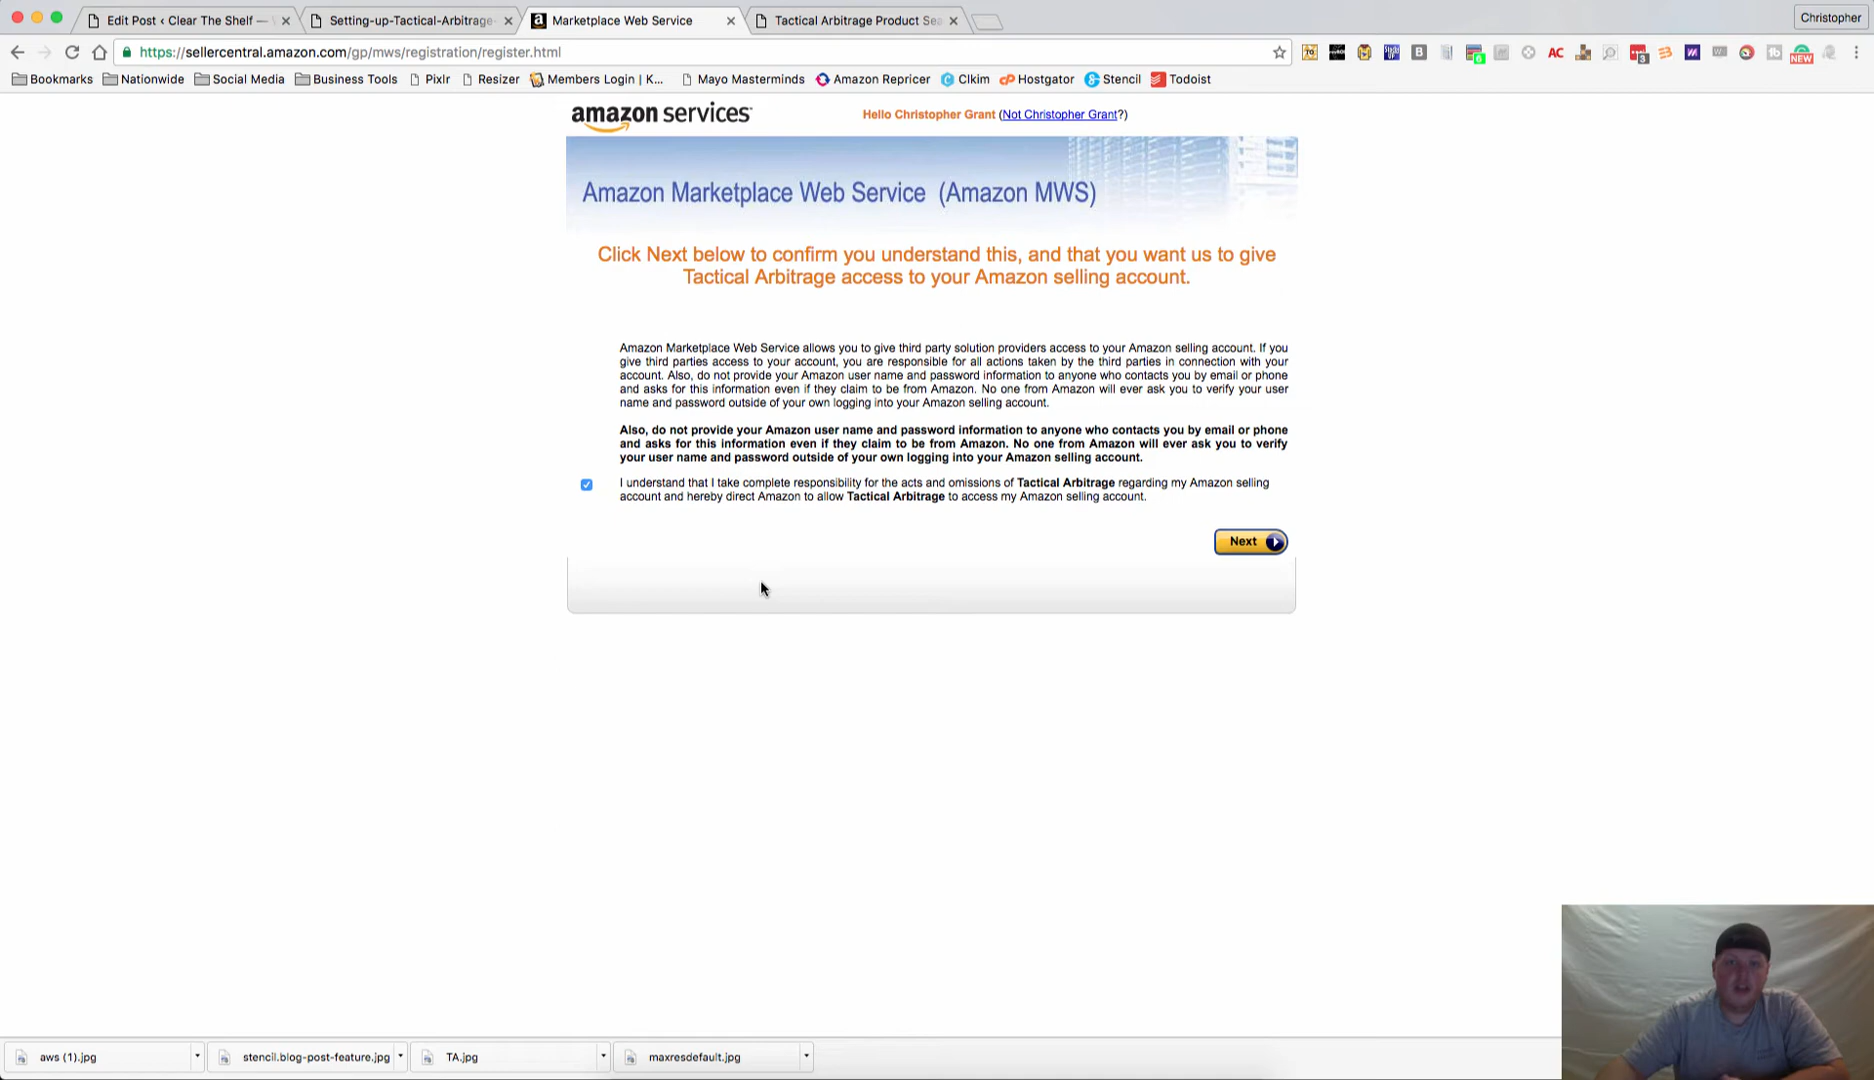 Edit Post ‹ Clear The Shelf —
Setting-up-Tactical-Arbitrage-
Marketplace Web Service
Tactical Arbitrage Product Sea
Christopher
https://sellercentral.amazon.com/gp/mws/registration/register.html
Bookmarks
Nationwide
Social Media
Business Tools
Pixlr
Resizer
Members Login | K...
Mayo Masterminds
Amazon Repricer
Clkim
Hostgator
Stencil
Todoist
amazon services
Hello Christopher Grant (Not Christopher Grant?)
Amazon Marketplace Web Service (Amazon MWS)
Click Next below to confirm you understand this, and that you want us to give
Tactical Arbitrage access to your Amazon selling account.
Amazon Marketplace Web Service allows you to give third party solution providers access to your Amazon selling account. If you
give third parties access to your account, you are responsible for all actions taken by the third parties in connection with your
account. Also, do not provide your Amazon user name and password information to anyone who contacts you by email or phone
and asks for this information even if they claim to be from Amazon. No one from Amazon will ever ask you to verify your user
name and password outside of your own logging into your Amazon selling account.
Also, do not provide your Amazon user name and password information to anyone who contacts you by email or phone
and asks for this information even if they claim to be from Amazon. No one from Amazon will ever ask you to verify
your user name and password outside of your own logging into your Amazon selling account.
I understand that I take complete responsibility for the acts and omissions of Tactical Arbitrage regarding my Amazon selling
account and hereby direct Amazon to allow Tactical Arbitrage to access my Amazon selling account.
Next
aws (1).jpg
stencil.blog-post-feature.jpg
TA.jpg
maxresdefault.jpg